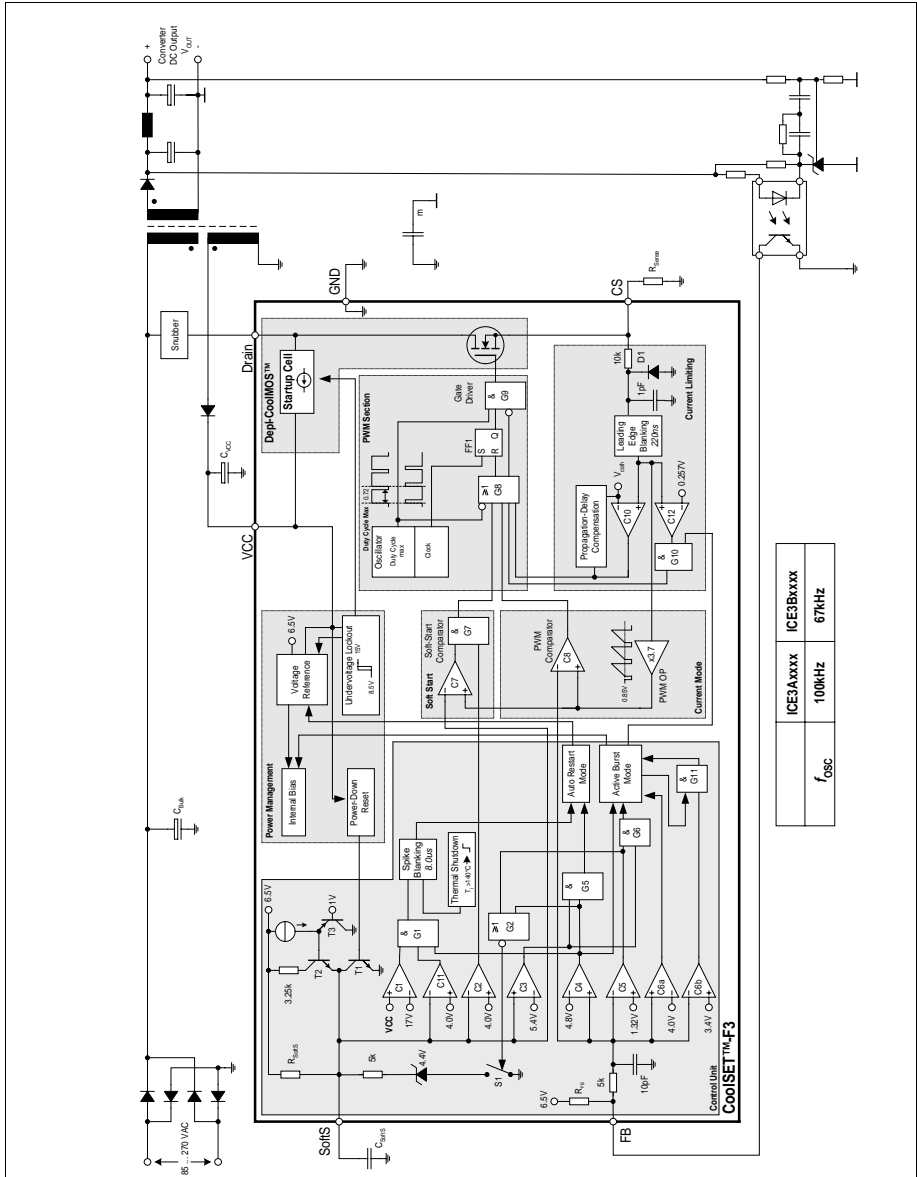 +
Converter
DC Output
V_OUT
-
Snubber
C_VCC
C_Bulk
85 ... 270 VAC
m
GND
Drain
VCC
CS
R_Sense
SoftS
C_SoftS
FB
Depl-CoolMOS™
Startup Cell
Power Management
6.5V
Voltage
Reference
Internal Bias
Undervoltage Lockout
15V
8.5V
Power-Down
Reset
PWM Section
Duty Cycle Max
0.72
Oscillator
Duty Cycle
max
Clock
Gate
Driver
&
G9
FF1
S
R
Q
≥1
G8
Soft Start
Soft-Start
Comparator
C7
&
G7
Current Mode
PWM
Comparator
C8
0.85V
x3.7
PWM OP
Current Limiting
10k
D1
1pF
Leading
Edge
Blanking
220ns
V_csth
Propagation-Delay
Compensation
C10
C12
0.257V
&
G10
6.5V
3.25k
T2
T3
1V
T1
R_SoftS
5k
4.4V
S1
VCC
17V
C1
4.0V
C11
4.0V
C2
5.4V
C3
4.8V
C4
1.32V
C5
4.0V
C6a
3.4V
C6b
&
G1
Spike
Blanking
8.0us
Thermal Shutdown
Tj >140°C
≥1
G2
&
G5
&
G6
&
G11
Auto Restart
Mode
Active Burst
Mode
6.5V
R_FB
5k
10pF
Control Unit
CoolSET™-F3
ICE3Axxxx ICE3Bxxxx
f_OSC 100kHz 67kHz